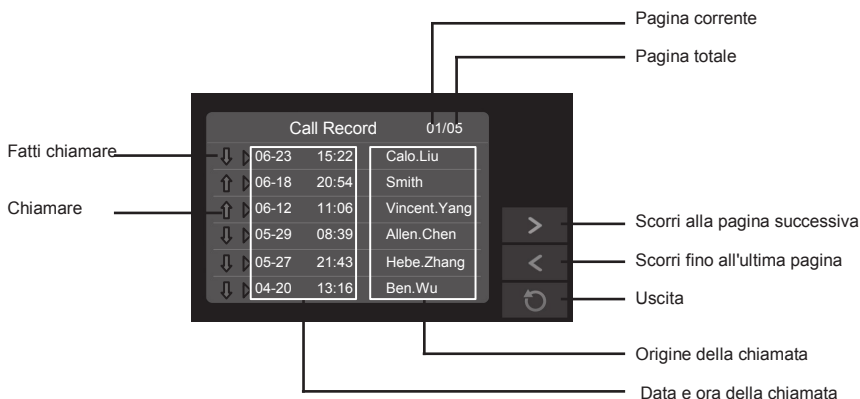 Pagina corrente
Pagina totale
Call Record 01/05
Fatti chiamare
06-23 15:22 Calo.Liu
06-18 20:54 Smith
Chiamare
06-12 11:06 Vincent.Yang
05-29 08:39 Allen.Chen
05-27 21:43 Hebe.Zhang
04-20 13:16 Ben.Wu
Scorri alla pagina successiva
Scorri fino all'ultima pagina
Uscita
Origine della chiamata
Data e ora della chiamata